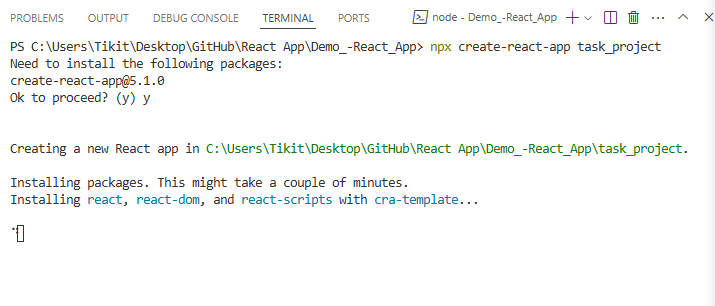 PROBLEMS OUTPUT DEBUG CONSOLE TERMINAL PORTS node - Demo_-React_App
PS C:\Users\Tikit\Desktop\GitHub\React App\Demo_-React_App> npx create-react-app task_project
Need to install the following packages:
create-react-app@5.1.0
Ok to proceed? (y) y
Creating a new React app in C:\Users\Tikit\Desktop\GitHub\React App\Demo_-React_App\task_project.
Installing packages. This might take a couple of minutes.
Installing react, react-dom, and react-scripts with cra-template...